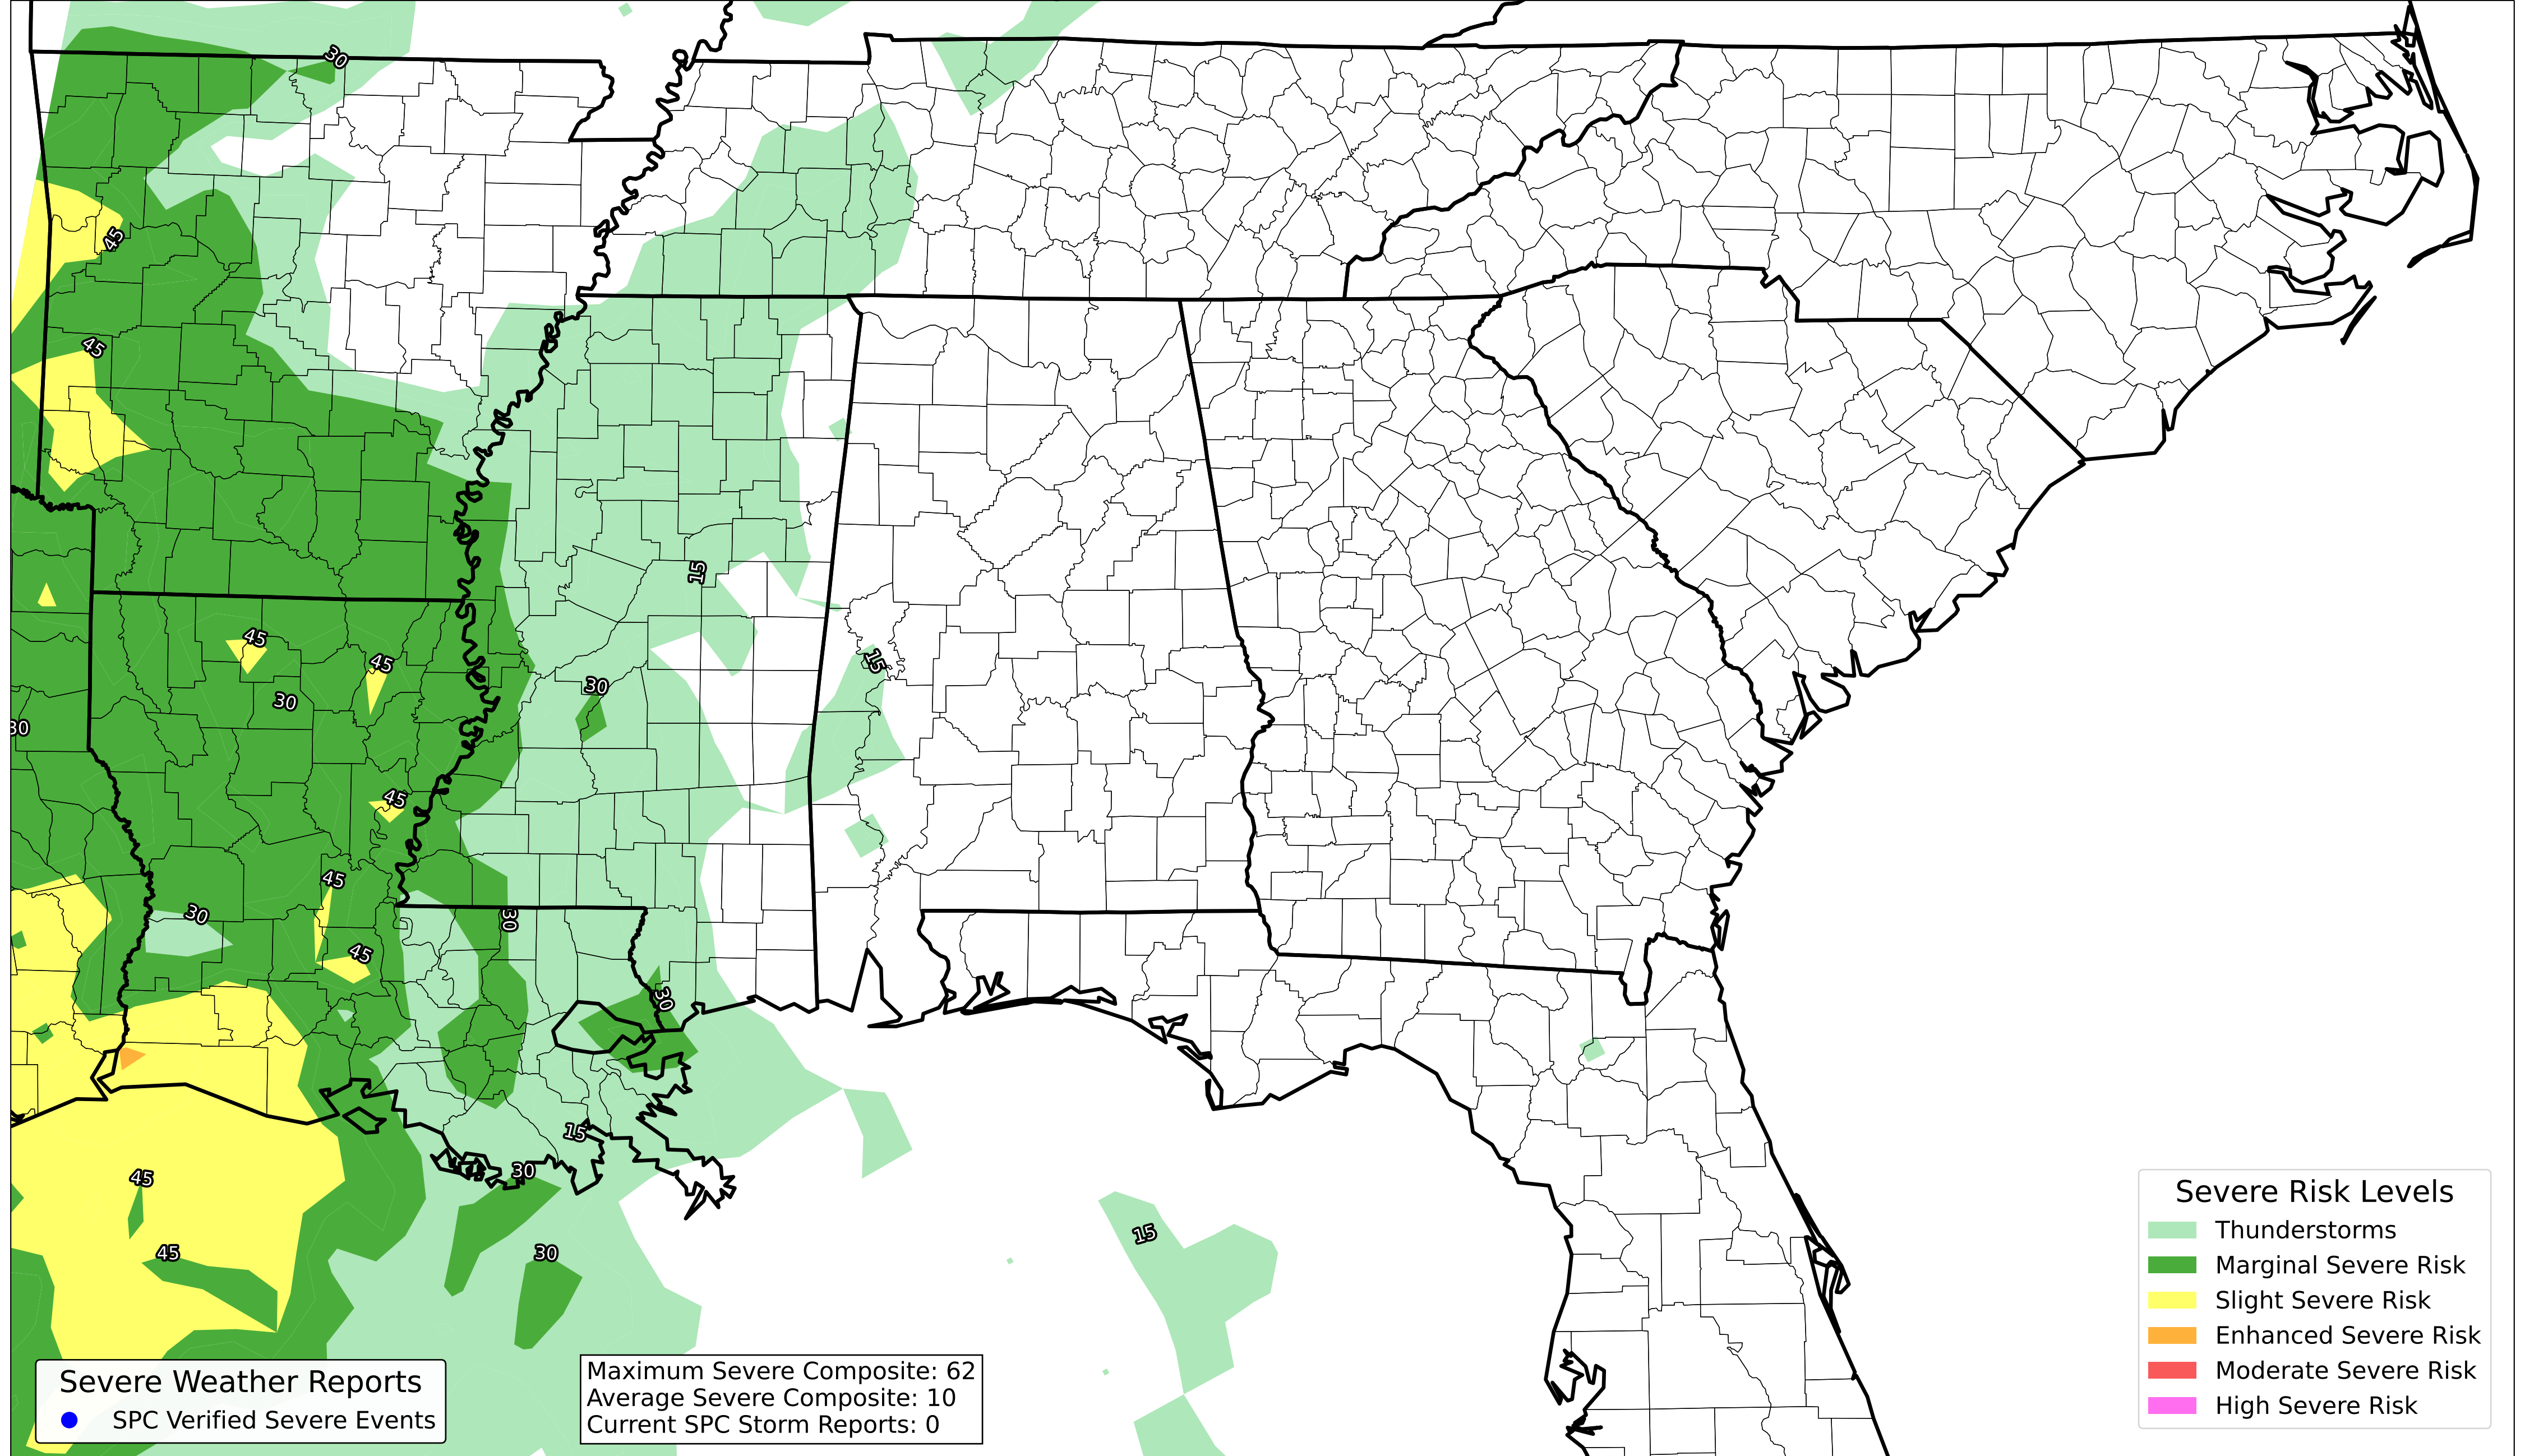 30
45
45
15
45
45
15
30
30
30
45
45
30
30
45
30
15
30
45
15
45
30
Severe Risk Levels
Thunderstorms
Marginal Severe Risk
Slight Severe Risk
Enhanced Severe Risk
Moderate Severe Risk
High Severe Risk
Severe Weather Reports
SPC Verified Severe Events
Maximum Severe Composite: 62
Average Severe Composite: 10
Current SPC Storm Reports: 0